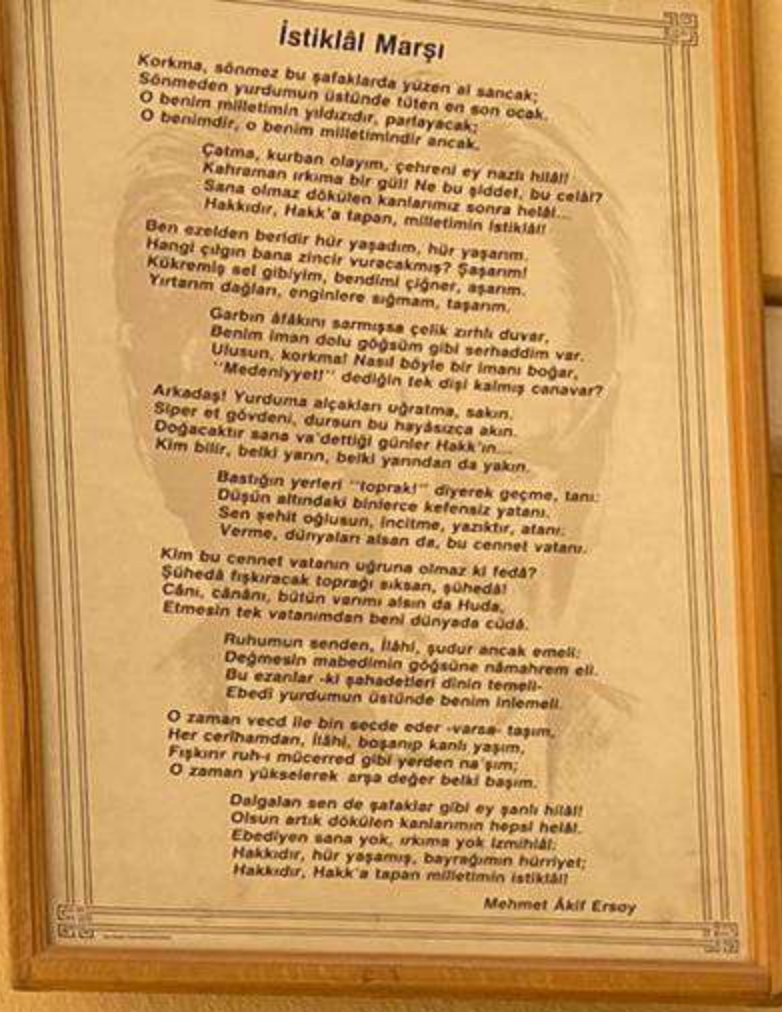 İstiklâl Marşı
Korkma, sönmez bu şafaklarda yüzen al sancak;
Sönmeden yurdumun üstünde tüten en son ocak.
O benim milletimin yıldızıdır, parlayacak;
O benimdir, o benim milletimindir ancak.
Çatma, kurban olayım, çehreni ey nazlı hilâl!
Kahraman ırkıma bir gül! Ne bu şiddet, bu celâl?
Sana olmaz dökülen kanlarımız sonra helâl...
Hakkıdır, Hakk'a tapan, milletimin istiklâl!
Ben ezelden beridir hür yaşadım, hür yaşarım.
Hangi çılgın bana zincir vuracakmış? Şaşarım!
Kükremiş sel gibiyim, bendimi çiğner, aşarım.
Yırtarım dağları, enginlere sığmam, taşarım.
Garbın âfâkını sarmışsa çelik zırhlı duvar,
Benim iman dolu göğsüm gibi serhaddim var.
Ulusun, korkma! Nasıl böyle bir imanı boğar,
"Medeniyyet!" dediğin tek dişi kalmış canavar?
Arkadaş! Yurduma alçakları uğratma, sakın.
Siper et gövdeni, dursun bu hayâsızca akın.
Doğacaktır sana va'dettiği günler Hakk'ın...
Kim bilir, belki yarın, belki yarından da yakın.
Bastığın yerleri "toprak!" diyerek geçme, tanı:
Düşün altındaki binlerce kefensiz yatanı.
Sen şehit oğlusun, incitme, yazıktır, atanı:
Verme, dünyaları alsan da, bu cennet vatanı.
Kim bu cennet vatanın uğruna olmaz ki fedâ?
Şühedâ fışkıracak toprağı sıksan, şühedâ!
Cânı, cânânı, bütün varımı alsın da Huda,
Etmesin tek vatanımdan beni dünyada cüdâ.
Ruhumun senden, İlâhi, şudur ancak emeli:
Değmesin mabedimin göğsüne nâmahrem eli.
Bu ezanlar -ki şahadetleri dinin temeli-
Ebedi yurdumun üstünde benim inlemeli.
O zaman vecd ile bin secde eder -varsa- taşım,
Her cerihamdan, İlâhi, boşanıp kanlı yaşım,
Fışkırır ruh-ı mücerred gibi yerden na'şım;
O zaman yükselerek arşa değer belki başım.
Dalgalan sen de şafaklar gibi ey şanlı hilâl!
Olsun artık dökülen kanlarımın hepsi helâl.
Ebediyen sana yok, ırkıma yok izmihlâl:
Hakkıdır, hür yaşamış, bayrağımın hürriyet;
Hakkıdır, Hakk'a tapan milletimin istiklâl!
Mehmet Âkif Ersoy